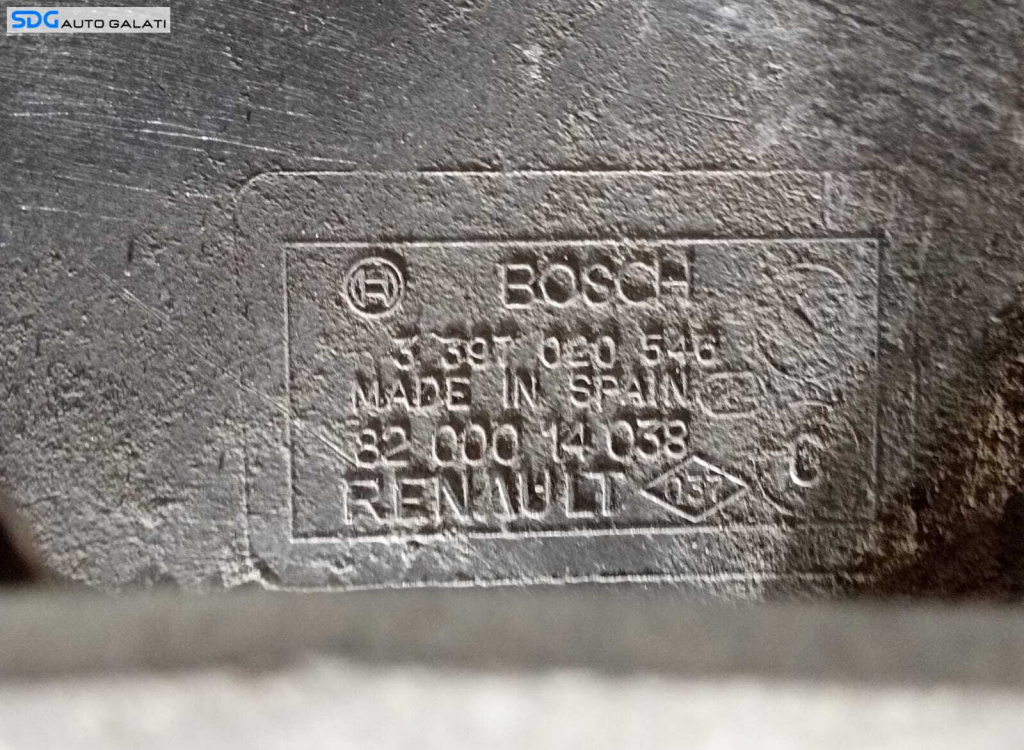 SDG AUTO GALATI
BOSCH
3 397 020 546
MADE IN SPAIN
82 000 14 038
RENAULT 037